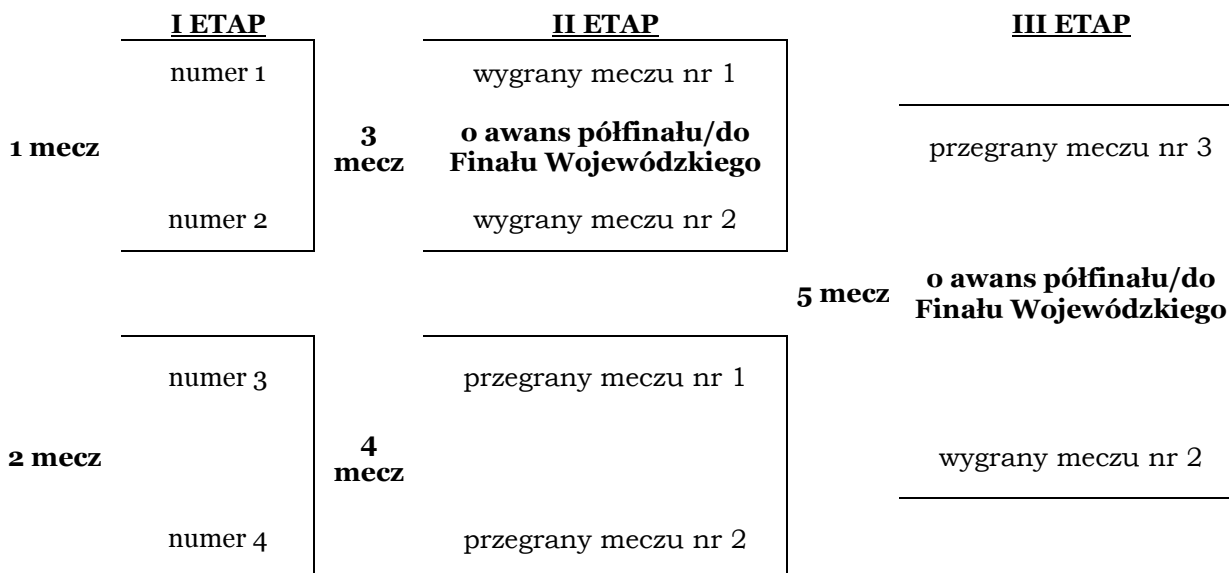 I ETAP
II ETAP
III ETAP
numer 1
wygrany meczu nr 1
1 mecz
3
mecz
o awans półfinału/do
Finału Wojewódzkiego
przegrany meczu nr 3
numer 2
wygrany meczu nr 2
5 mecz
o awans półfinału/do
Finału Wojewódzkiego
numer 3
przegrany meczu nr 1
2 mecz
4
mecz
wygrany meczu nr 2
numer 4
przegrany meczu nr 2